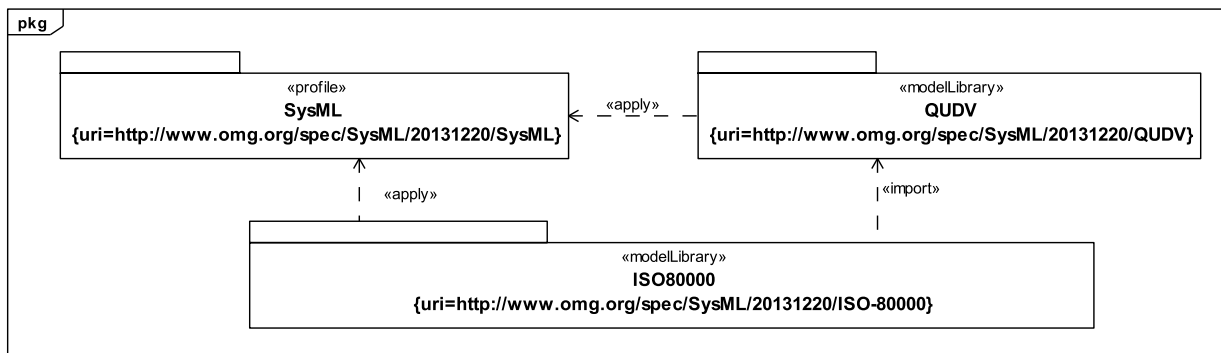 pkg
«profile»
SysML
{uri=http://www.omg.org/spec/SysML/20131220/SysML}
«apply»
«modelLibrary»
QUDV
{uri=http://www.omg.org/spec/SysML/20131220/QUDV}
«apply»
«import»
«modelLibrary»
ISO80000
{uri=http://www.omg.org/spec/SysML/20131220/ISO-80000}